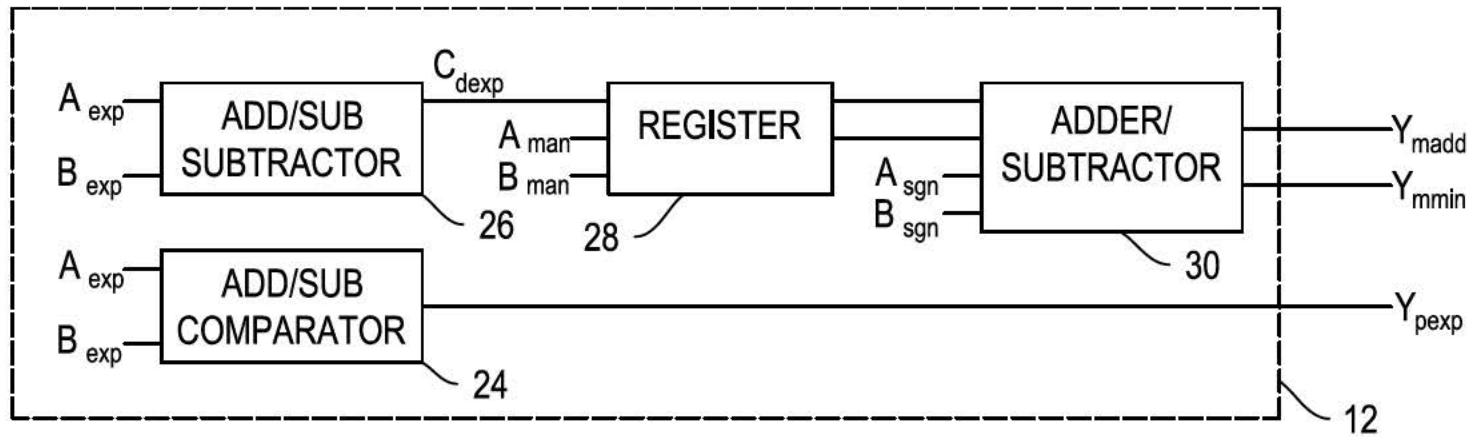 C dexp
A exp
ADD/SUB
SUBTRACTOR
B exp
26
A man
B man
REGISTER
28
A sgn
B sgn
ADDER/
SUBTRACTOR
30
Y madd
Y mmin
A exp
ADD/SUB
COMPARATOR
B exp
24
Y pexp
12